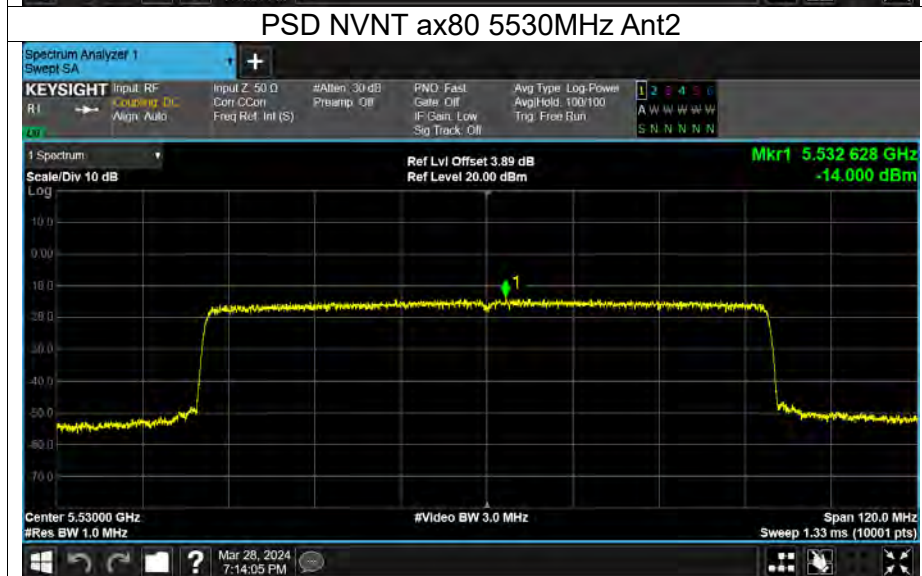 PSD NVNT ax80 5530MHz Ant2
Spectrum Analyzer 1
Swept SA
+
KEYSIGHT Input: RF Input Z: 50 Ω #Atten: 30 dB PNO: Fast Avg Type: Log-Power 1 2 3 4 5 6
Coupling: DC Corr CCorr Preamp: Off Gate: Off Avg|Hold: 100/100 A W W W W W
Align: Auto Freq Ref: Int (S) IF Gain: Low Trig: Free Run
Sig Track: Off S N N N N N
1 Spectrum Ref Lvl Offset 3.89 dB Mkr1 5.532 628 GHz
Scale/Div 10 dB Ref Level 20.00 dBm -14.000 dBm
Log
10.0
0.00
1
-40.0
-50.0
-60.0
-70.0
Center 5.53000 GHz #Video BW 3.0 MHz Span 120.0 MHz
#Res BW 1.0 MHz Sweep 1.33 ms (10001 pts)
? Mar 28, 2024
7:14:05 PM